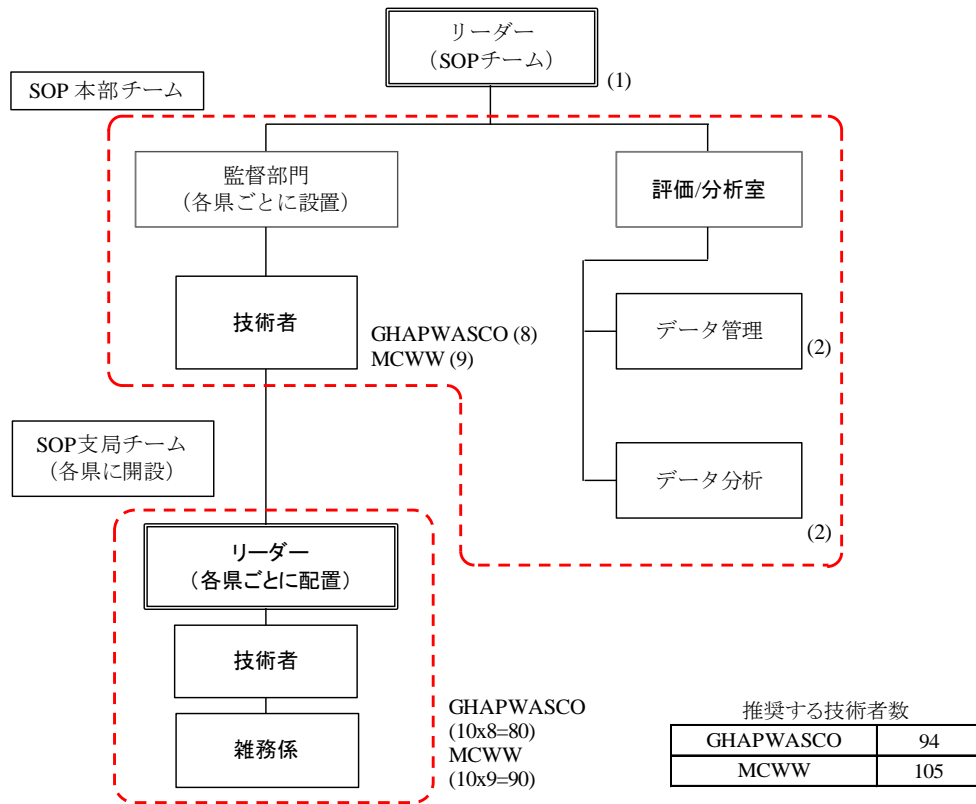 リーダー
（SOPチーム）
(1)
SOP 本部チーム
監督部門
（各県ごとに設置）
評価/分析室
技術者
GHAPWASCO (8)
MCWW (9)
データ管理
(2)
SOP支局チーム
（各県に開設）
データ分析
(2)
リーダー
（各県ごとに配置）
技術者
雑務係
GHAPWASCO
(10x8=80)
MCWW
(10x9=90)
推奨する技術者数
GHAPWASCO 94
MCWW 105